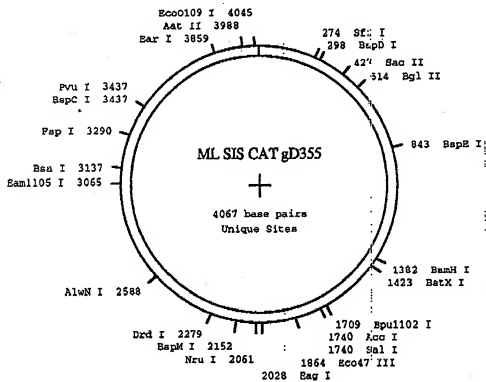 Eco0109 I 4045
Aat II 3988
Ear I 3859
274 Sfi I
298 BspD I
427 Sac II
514 Bgl II
Pvu I 3437
BspC I 3437
Fsp I 3290
843 BspE I
ML SIS CAT gD355
Bsa I 3137
Eam1105 I 3065
4067 base pairs
Unique Sites
1382 BamH I
1423 BstX I
AlwN I 2588
1709 Bpu1102 I
Drd I 2279
1740 Acc I
BspM I 2152
1740 Sal I
Nru I 2061
1864 Eco47 III
2028 Eag I